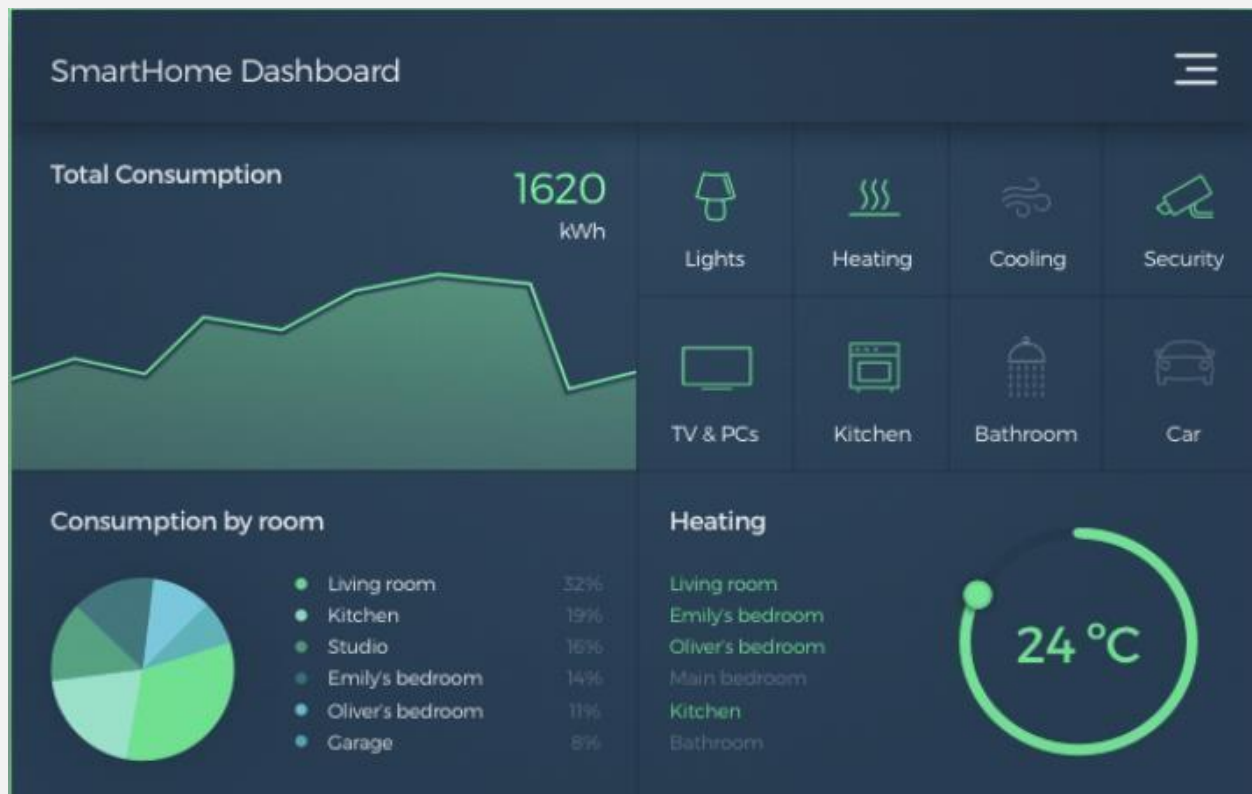 SmartHome Dashboard
Total Consumption
1620
kWh
Lights
Heating
Cooling
Security
TV & PCs
Kitchen
Bathroom
Car
Consumption by room
Living room 32%
Kitchen 19%
Studio 16%
Emily's bedroom 14%
Oliver's bedroom 11%
Garage 8%
Heating
Living room
Emily's bedroom
Oliver's bedroom
Main bedroom
Kitchen
Bathroom
24 °C